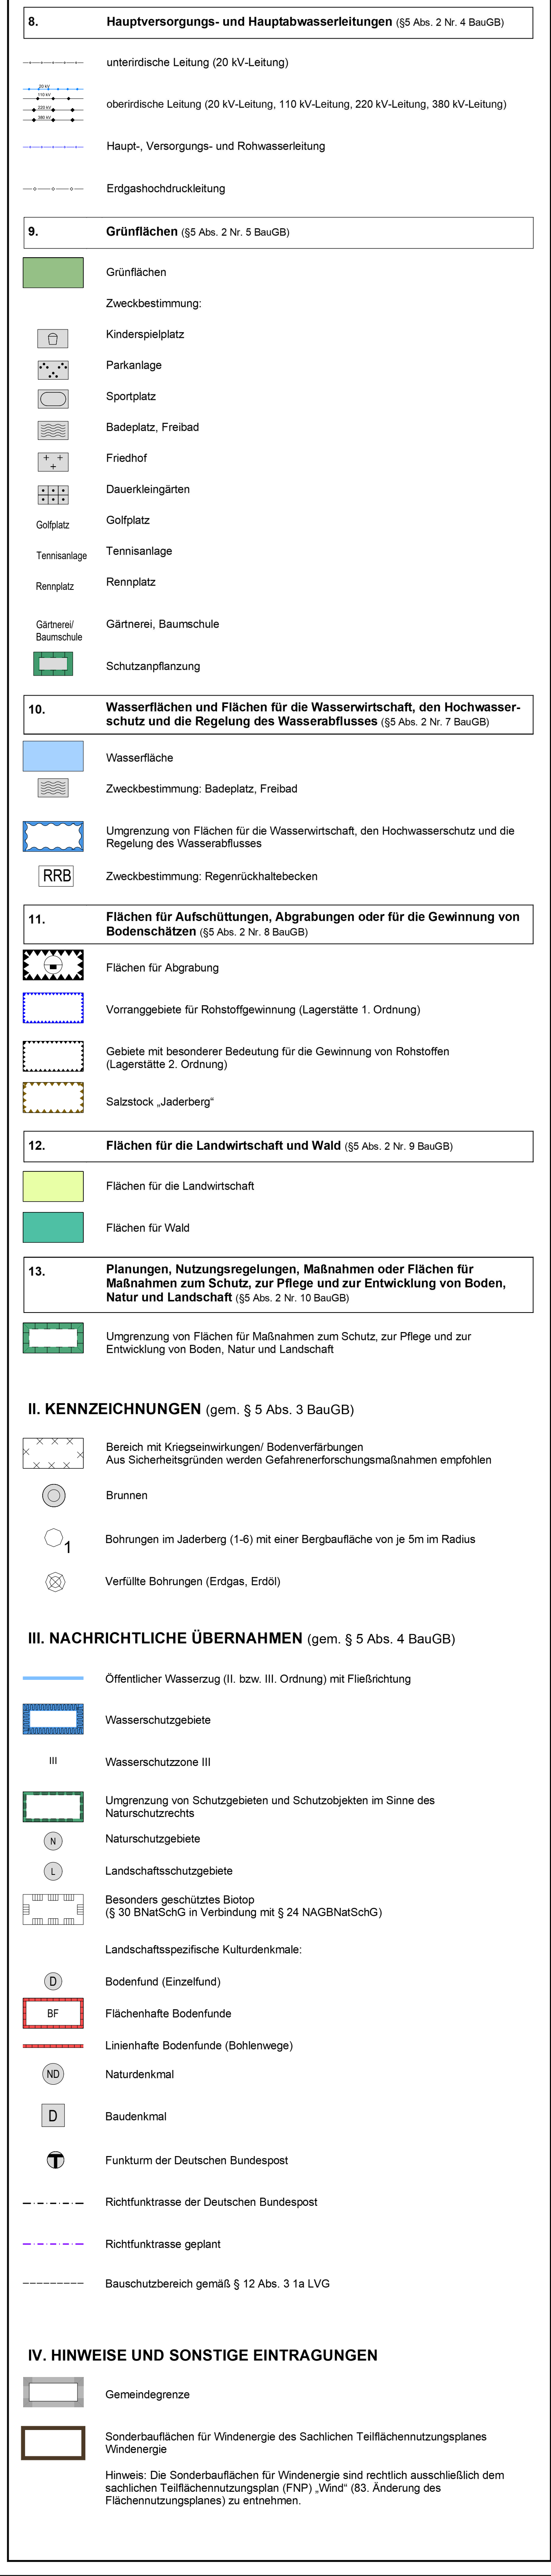 8. Hauptversorgungs- und Hauptabwasserleitungen (§5 Abs. 2 Nr. 4 BauGB)
unterirdische Leitung (20 kV-Leitung)
20 kV
110 kV
220 kV
380 kV
oberirdische Leitung (20 kV-Leitung, 110 kV-Leitung, 220 kV-Leitung, 380 kV-Leitung)
Haupt-, Versorgungs- und Rohwasserleitung
Erdgashochdruckleitung
9. Grünflächen (§5 Abs. 2 Nr. 5 BauGB)
Grünflächen
Zweckbestimmung:
Kinderspielplatz
Parkanlage
Sportplatz
Badeplatz, Freibad
Friedhof
Dauerkleingärten
Golfplatz Golfplatz
Tennisanlage Tennisanlage
Rennplatz Rennplatz
Gärtnerei/ Gärtnerei, Baumschule
Baumschule
Schutzanpflanzung
10. Wasserflächen und Flächen für die Wasserwirtschaft, den Hochwasser-
schutz und die Regelung des Wasserabflusses (§5 Abs. 2 Nr. 7 BauGB)
Wasserfläche
Zweckbestimmung: Badeplatz, Freibad
Umgrenzung von Flächen für die Wasserwirtschaft, den Hochwasserschutz und die
Regelung des Wasserabflusses
RRB Zweckbestimmung: Regenrückhaltebecken
11. Flächen für Aufschüttungen, Abgrabungen oder für die Gewinnung von
Bodenschätzen (§5 Abs. 2 Nr. 8 BauGB)
Flächen für Abgrabung
Vorranggebiete für Rohstoffgewinnung (Lagerstätte 1. Ordnung)
Gebiete mit besonderer Bedeutung für die Gewinnung von Rohstoffen
(Lagerstätte 2. Ordnung)
Salzstock „Jaderberg“
12. Flächen für die Landwirtschaft und Wald (§5 Abs. 2 Nr. 9 BauGB)
Flächen für die Landwirtschaft
Flächen für Wald
13. Planungen, Nutzungsregelungen, Maßnahmen oder Flächen für
Maßnahmen zum Schutz, zur Pflege und zur Entwicklung von Boden,
Natur und Landschaft (§5 Abs. 2 Nr. 10 BauGB)
Umgrenzung von Flächen für Maßnahmen zum Schutz, zur Pflege und zur
Entwicklung von Boden, Natur und Landschaft
II. KENNZEICHNUNGEN (gem. § 5 Abs. 3 BauGB)
Bereich mit Kriegseinwirkungen/ Bodenverfärbungen
Aus Sicherheitsgründen werden Gefahrenerforschungsmaßnahmen empfohlen
Brunnen
1 Bohrungen im Jaderberg (1-6) mit einer Bergbaufläche von je 5m im Radius
Verfüllte Bohrungen (Erdgas, Erdöl)
III. NACHRICHTLICHE ÜBERNAHMEN (gem. § 5 Abs. 4 BauGB)
Öffentlicher Wasserzug (II. bzw. III. Ordnung) mit Fließrichtung
Wasserschutzgebiete
III Wasserschutzzone III
Umgrenzung von Schutzgebieten und Schutzobjekten im Sinne des
Naturschutzrechts
N Naturschutzgebiete
L Landschaftsschutzgebiete
Besonders geschütztes Biotop
(§ 30 BNatSchG in Verbindung mit § 24 NAGBNatSchG)
Landschaftsspezifische Kulturdenkmale:
D Bodenfund (Einzelfund)
BF Flächenhafte Bodenfunde
Linienhafte Bodenfunde (Bohlenwege)
ND Naturdenkmal
D Baudenkmal
Funkturm der Deutschen Bundespost
Richtfunktrasse der Deutschen Bundespost
Richtfunktrasse geplant
Bauschutzbereich gemäß § 12 Abs. 3 1a LVG
IV. HINWEISE UND SONSTIGE EINTRAGUNGEN
Gemeindegrenze
Sonderbauflächen für Windenergie des Sachlichen Teilflächennutzungsplanes
Windenergie
Hinweis: Die Sonderbauflächen für Windenergie sind rechtlich ausschließlich dem
sachlichen Teilflächennutzungsplan (FNP) „Wind“ (83. Änderung des
Flächennutzungsplanes) zu entnehmen.